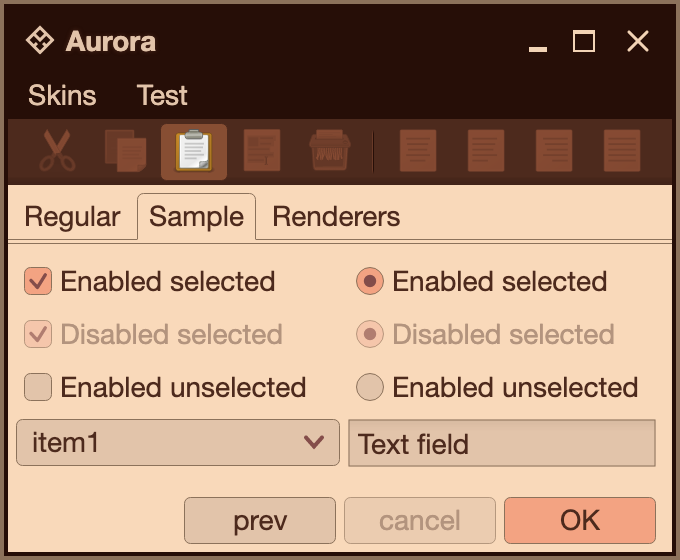 Aurora
Skins Test
Regular Sample Renderers
Enabled selected Enabled selected
Disabled selected Disabled selected
Enabled unselected Enabled unselected
item1 Text field
prev cancel OK